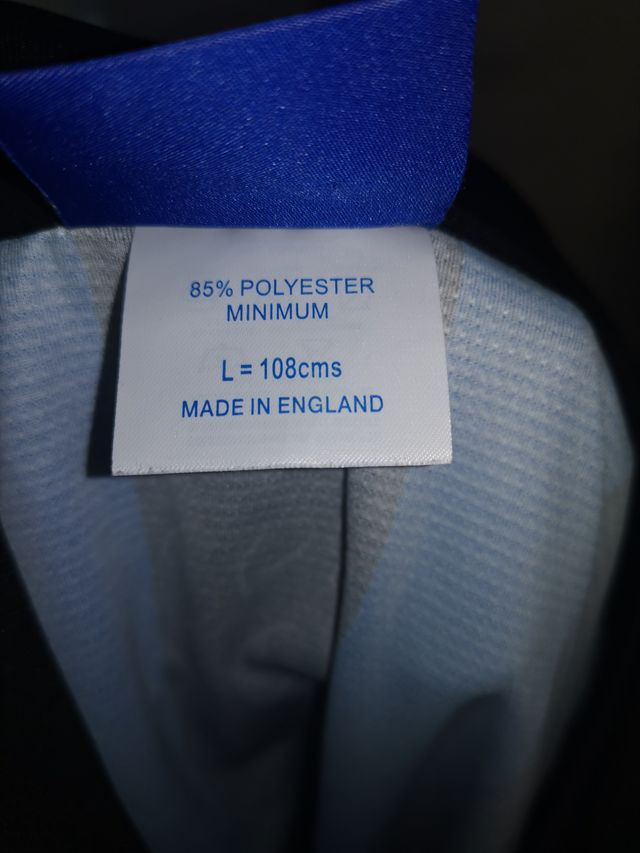 85% POLYESTER
MINIMUM
L = 108cms
MADE IN ENGLAND